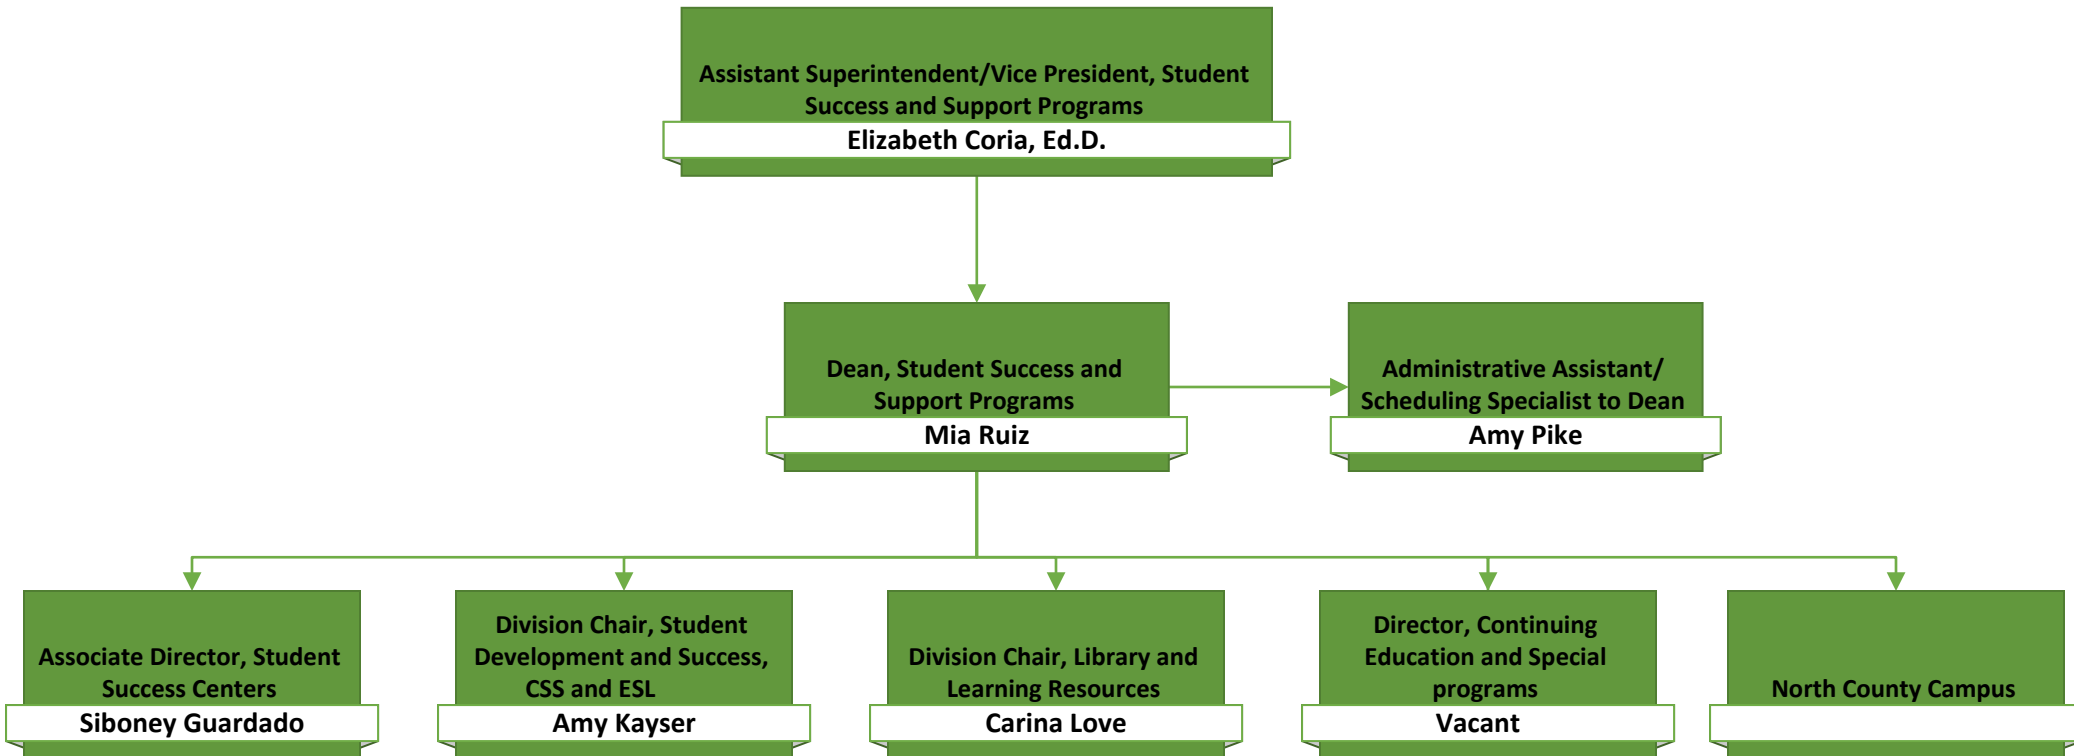 Assistant Superintendent/Vice President, Student
Success and Support Programs
Elizabeth Coria, Ed.D.
Dean, Student Success and
Support Programs
Mia Ruiz
Administrative Assistant/
Scheduling Specialist to Dean
Amy Pike
Associate Director, Student
Success Centers
Siboney Guardado
Division Chair, Student
Development and Success,
CSS and ESL
Amy Kayser
Division Chair, Library and
Learning Resources
Carina Love
Director, Continuing
Education and Special
programs
Vacant
North County Campus